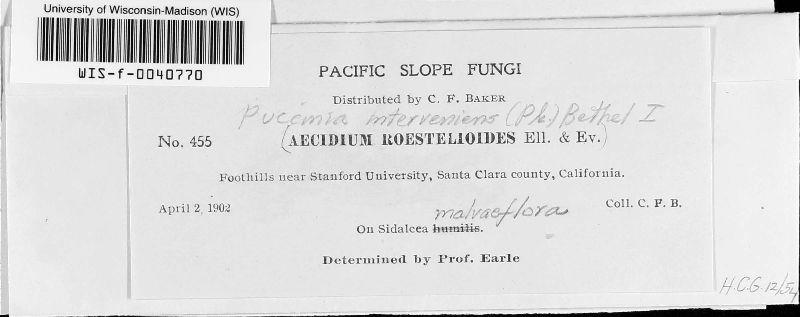 University of Wisconsin-Madison (WIS)
WIS-f-0040770
PACIFIC SLOPE FUNGI
Distributed by C. F. BAKER
Puccinia interveniens (Pk) Bethel I
No. 455 (AECIDIUM ROESTELIOIDES Ell. & Ev.)
Foothills near Stanford University, Santa Clara county, California.
April 2, 1902 Coll. C. F. B.
malvaeflora
On Sidalcea humilis.
Determined by Prof. Earle
H.C.G. 12/54